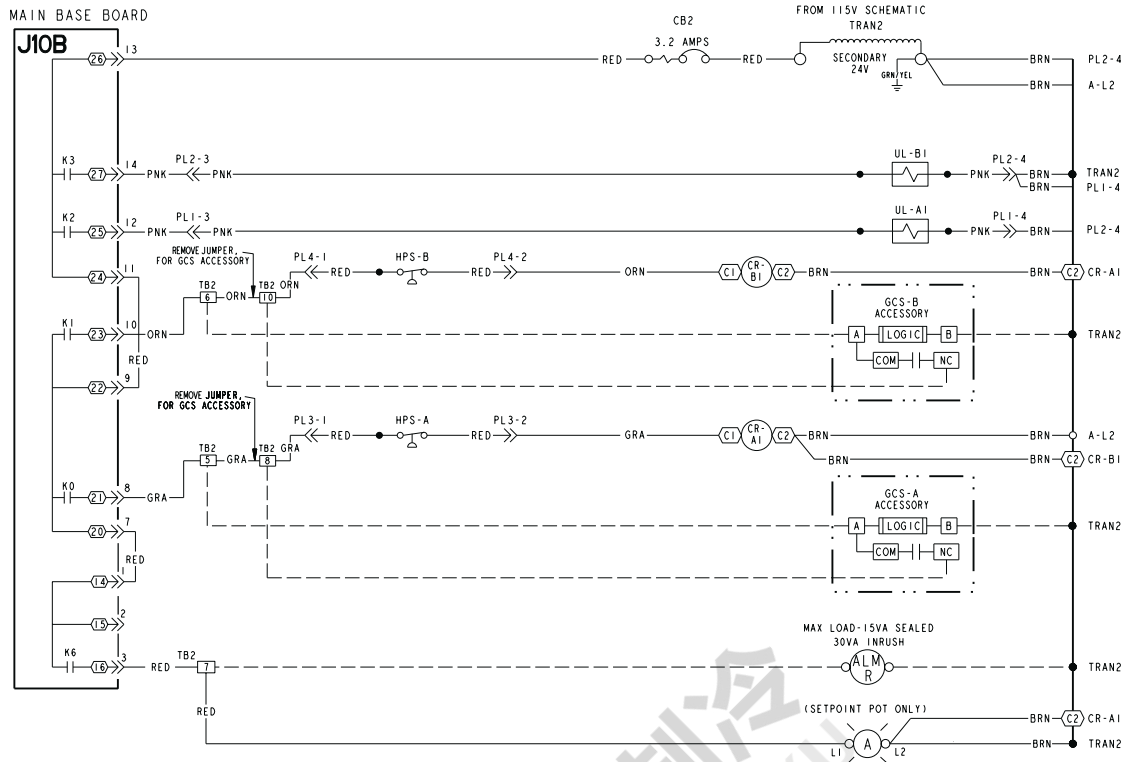 MAIN BASE BOARD
J10B
CB2
3.2 AMPS
FROM 115V SCHEMATIC
TRAN2
SECONDARY
24V
GRN/YEL
26 13 RED RED BRN PL2-4
BRN A-L2
K3 27 14 PNK PL2-3 PNK UL-B1 PNK PL2-4 BRN TRAN2
BRN PL1-4
K2 25 12 PNK PL1-3 PNK UL-A1 PNK PL1-4 BRN PL2-4
REMOVE JUMPER,
FOR GCS ACCESSORY
24 11
TB2 6 ORN TB2 10 ORN PL4-1 RED HPS-B RED PL4-2 ORN C1 CR-B1 C2 BRN BRN C2 CR-A1
GCS-B
ACCESSORY
K1 23 10 ORN A LOGIC B TRAN2
RED
COM NC
22 9
REMOVE JUMPER,
FOR GCS ACCESSORY
TB2 5 GRA TB2 8 GRA PL3-1 RED HPS-A RED PL3-2 GRA C1 CR-A1 C2 BRN BRN A-L2
BRN BRN C2 CR-B1
K0 21 8 GRA
GCS-A
ACCESSORY
20 7
A LOGIC B TRAN2
RED
COM NC
14 1
15 2
MAX LOAD-15VA SEALED
30VA INRUSH
K6 16 3 RED TB2 7 ALM R TRAN2
RED
(SETPOINT POT ONLY)
BRN C2 CR-A1
L1 A L2 BRN TRAN2
制冷